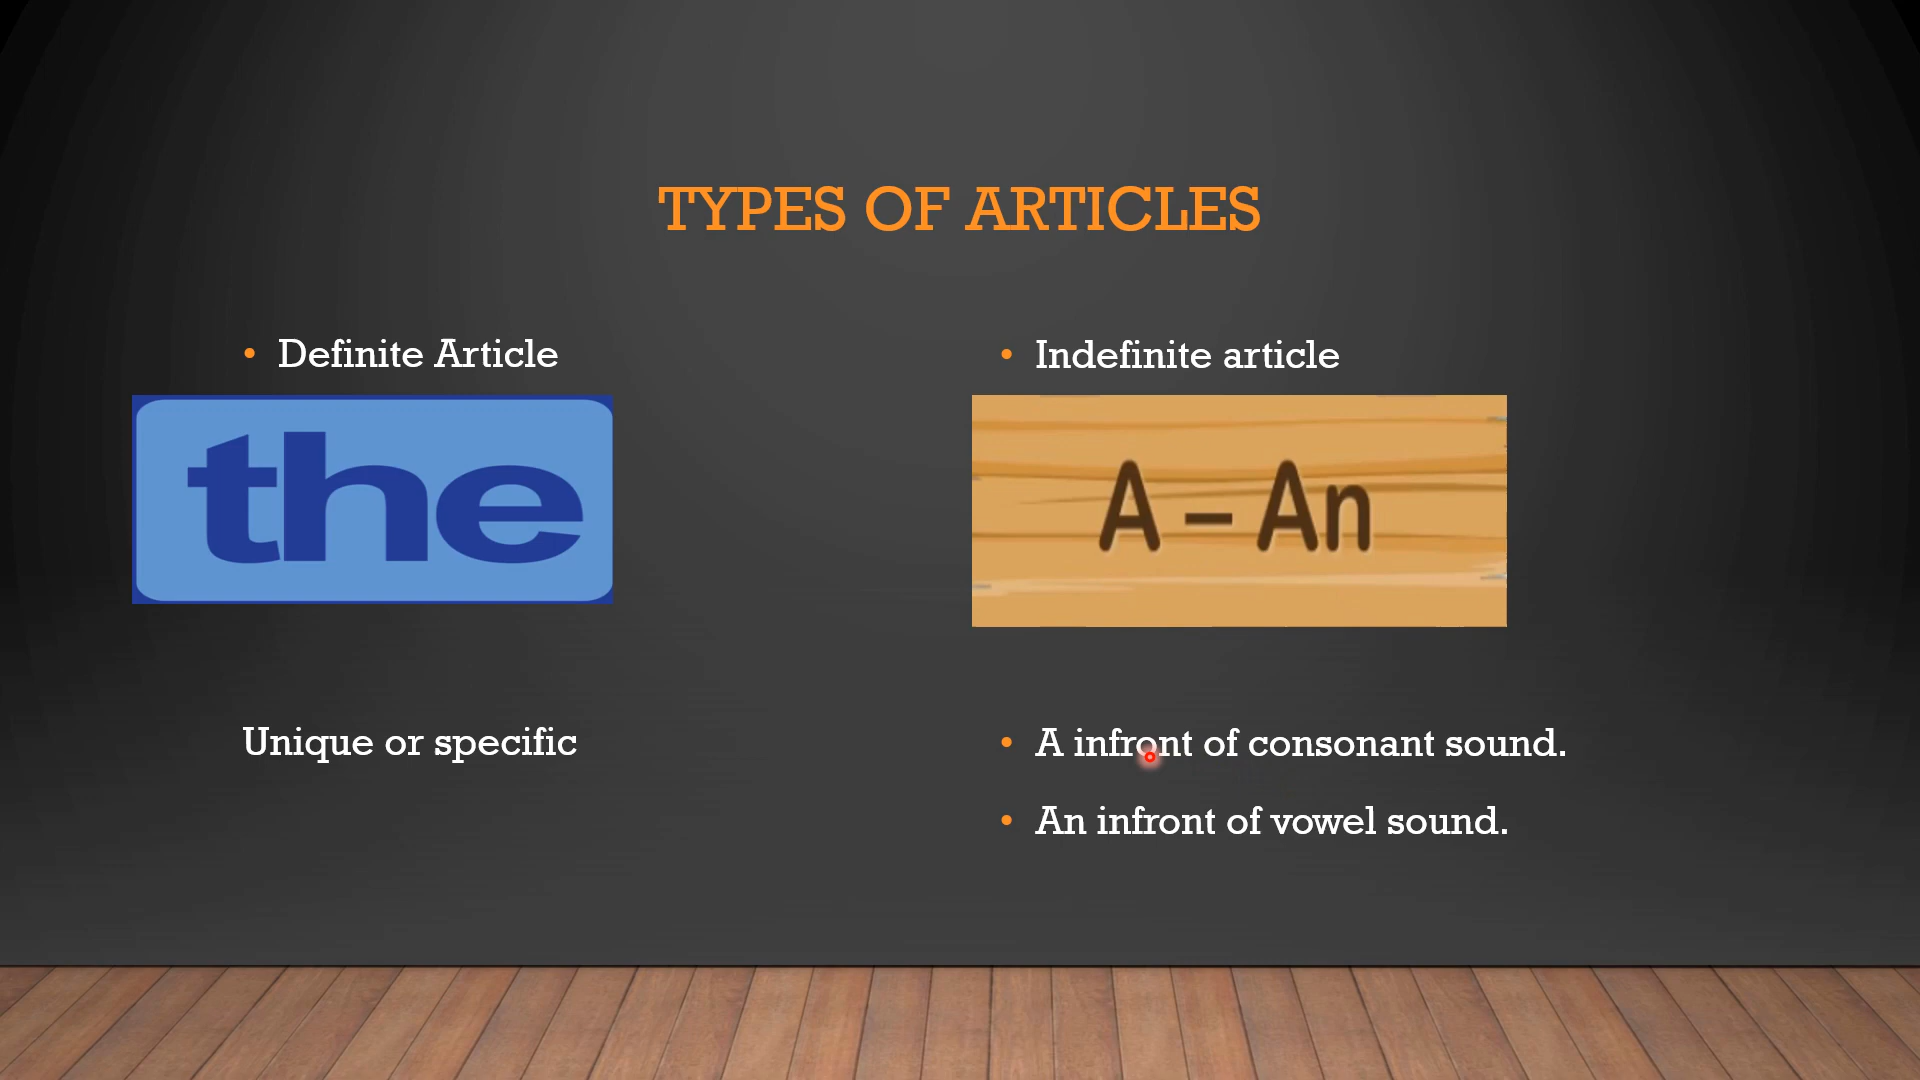 TYPES OF ARTICLES
Definite Article
the
Unique or specific
Indefinite article
A – An
A infront of consonant sound.
An infront of vowel sound.